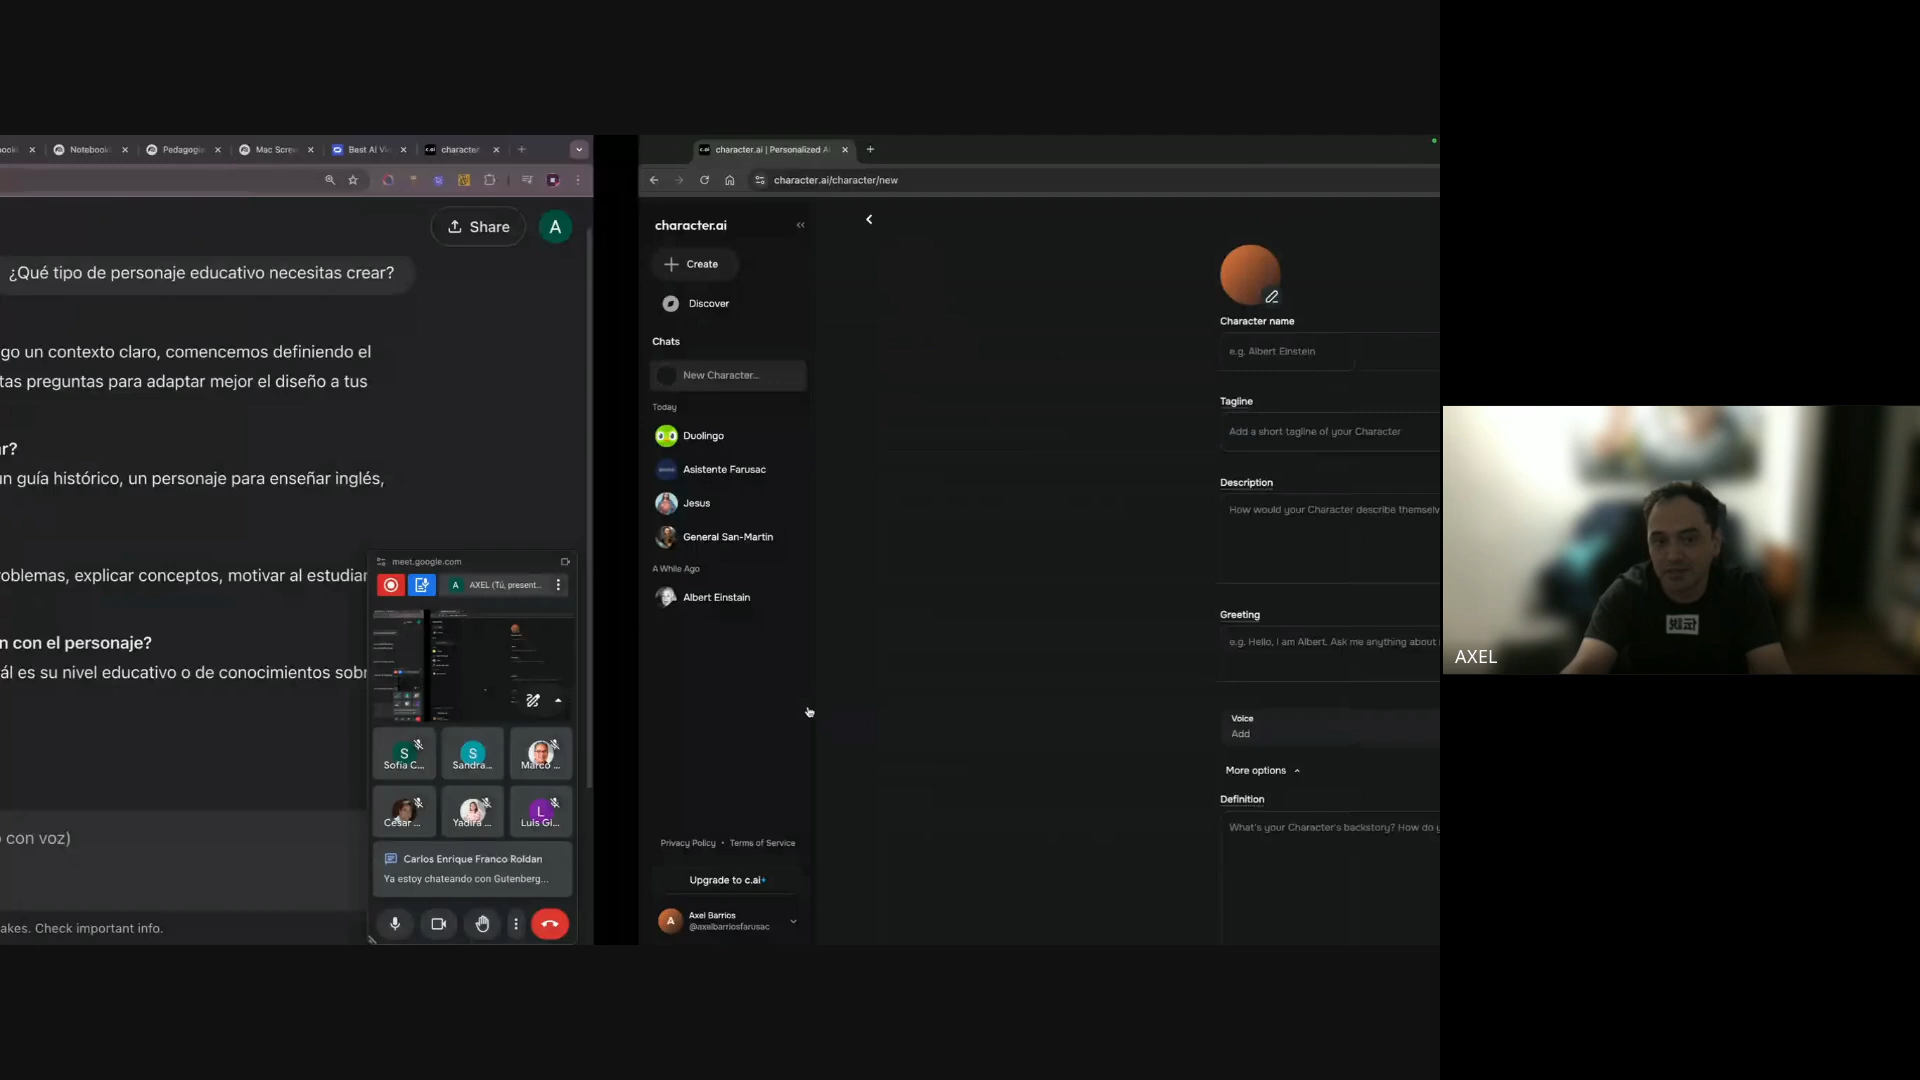 Notebook
Pedagogi
Mac Scre
Best AI Vi
character
Share
A
¿Qué tipo de personaje educativo necesitas crear?
go un contexto claro, comencemos definiendo el
tas preguntas para adaptar mejor el diseño a tus
r?
un guía histórico, un personaje para enseñar inglés,
oblemas, explicar conceptos, motivar al estudiar
n con el personaje?
ál es su nivel educativo o de conocimientos sobr
con voz)
akes. Check important info.
meet.google.com
A
AXEL (Tú, present...
S
Sofía C...
S
Sandra...
Marco ...
César ...
Yadira ...
L
Luis Gi...
Carlos Enrique Franco Roldan
Ya estoy chateando con Gutenberg...
character.ai | Personalized AI
character.ai/character/new
character.ai
Create
Discover
Chats
New Character...
Today
Duolingo
Asistente Farusac
Jesus
General San-Martin
A While Ago
Albert Einstain
Privacy Policy • Terms of Service
Upgrade to c.ai+
A
Axel Barrios
@axelbarriosfarusac
Character name
e.g. Albert Einstein
Tagline
Add a short tagline of your Character
Description
How would your Character describe themselv
Greeting
e.g. Hello, I am Albert. Ask me anything about
Voice
Add
More options
Definition
What's your Character's backstory? How do y
AXEL